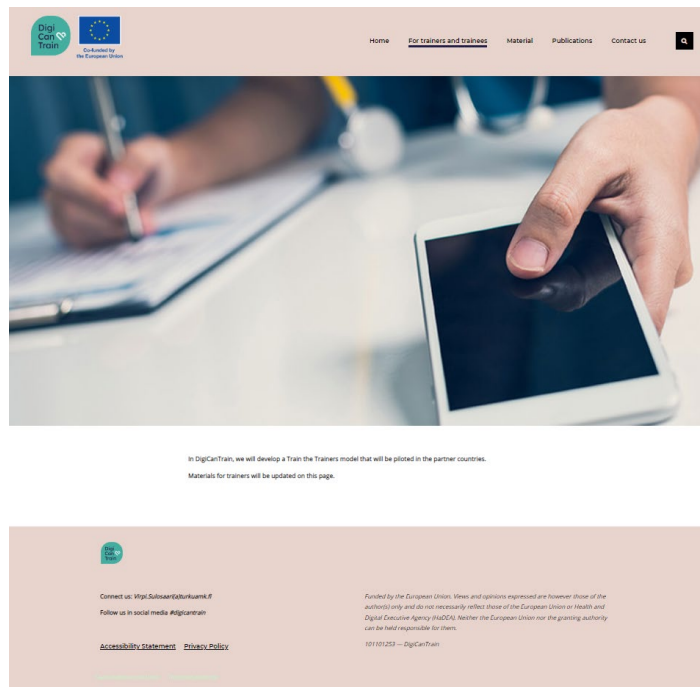 Digi
Can
Train
Co-funded by
the European Union
Home For trainers and trainees Material Publications Contact us
In DigiCanTrain, we will develop a Train the Trainers model that will be piloted in the partner countries.
Materials for trainers will be updated on this page.
Digi
Can
Train
Connect us: Virpi.Sulosaari(a)turkuamk.fi
Follow us in social media #digicantrain
Accessibility Statement Privacy Policy
Funded by the European Union. Views and opinions expressed are however those of the
author(s) only and do not necessarily reflect those of the European Union or Health and
Digital Executive Agency (HaDEA). Neither the European Union nor the granting authority
can be held responsible for them.
101101253 — DigiCanTrain